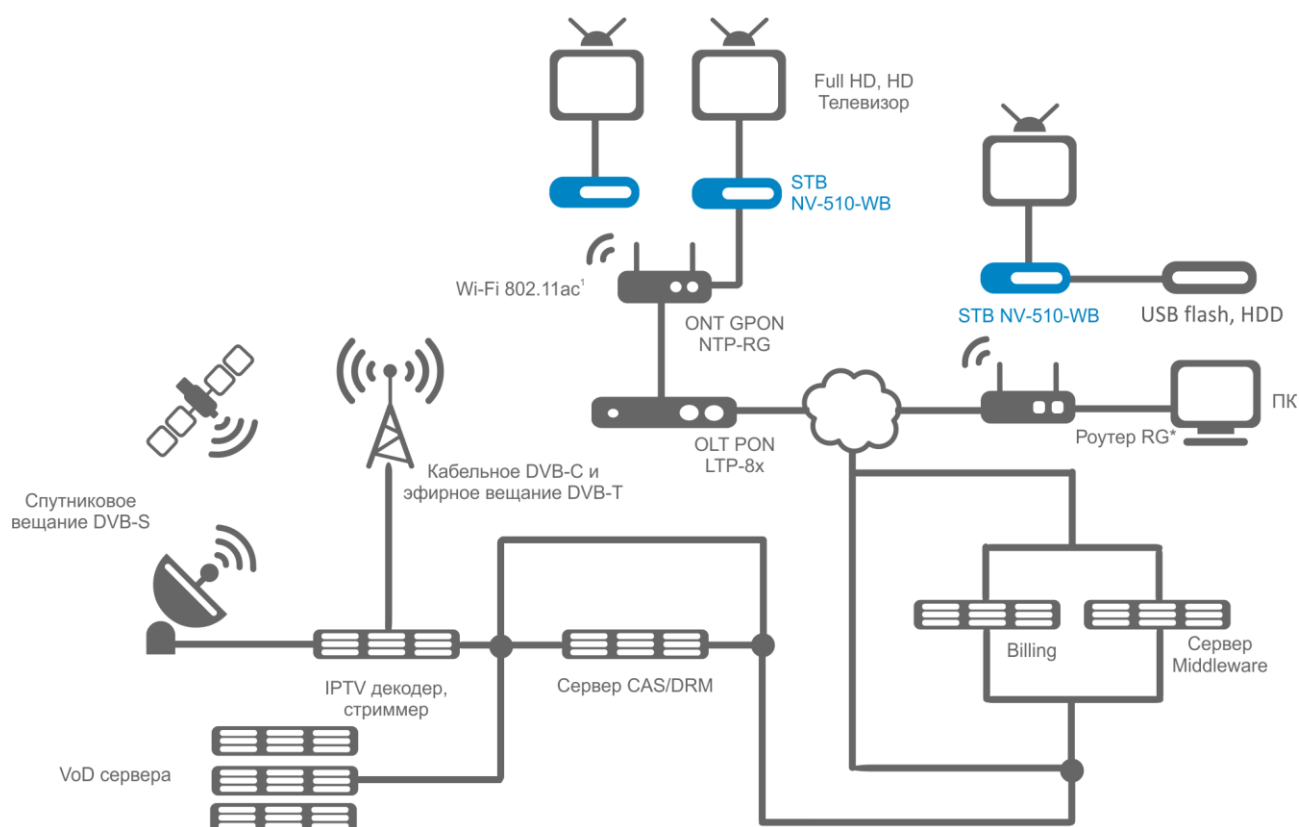 Full HD, HD
Телевизор
STB
NV-510-WB
Wi-Fi 802.11ac¹
ONT GPON
NTP-RG
STB NV-510-WB
USB flash, HDD
ПК
Роутер RG*
OLT PON
LTP-8x
Кабельное DVB-C и
эфирное вещание DVB-T
Спутниковое
вещание DVB-S
Billing
Сервер
Middleware
IPTV декодер,
стриммер
Сервер CAS/DRM
VoD сервера